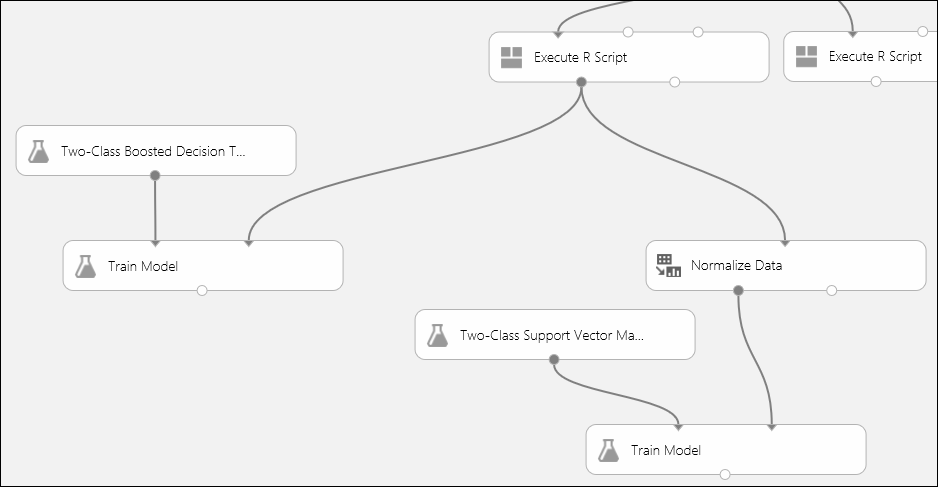 Execute R Script
Execute R Script
Two-Class Boosted Decision T...
Train Model
Normalize Data
Two-Class Support Vector Ma...
Train Model